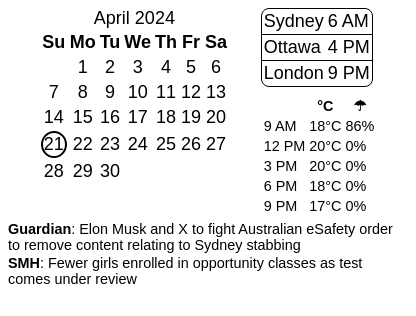 April 2024
Su Mo Tu We Th Fr Sa
1 2 3 4 5 6
7 8 9 10 11 12 13
14 15 16 17 18 19 20
21 22 23 24 25 26 27
28 29 30
Sydney 6 AM
Ottawa 4 PM
London 9 PM
°C ☂
9 AM 18°C 86%
12 PM 20°C 0%
3 PM 20°C 0%
6 PM 18°C 0%
9 PM 17°C 0%
Guardian: Elon Musk and X to fight Australian eSafety order
to remove content relating to Sydney stabbing
SMH: Fewer girls enrolled in opportunity classes as test
comes under review